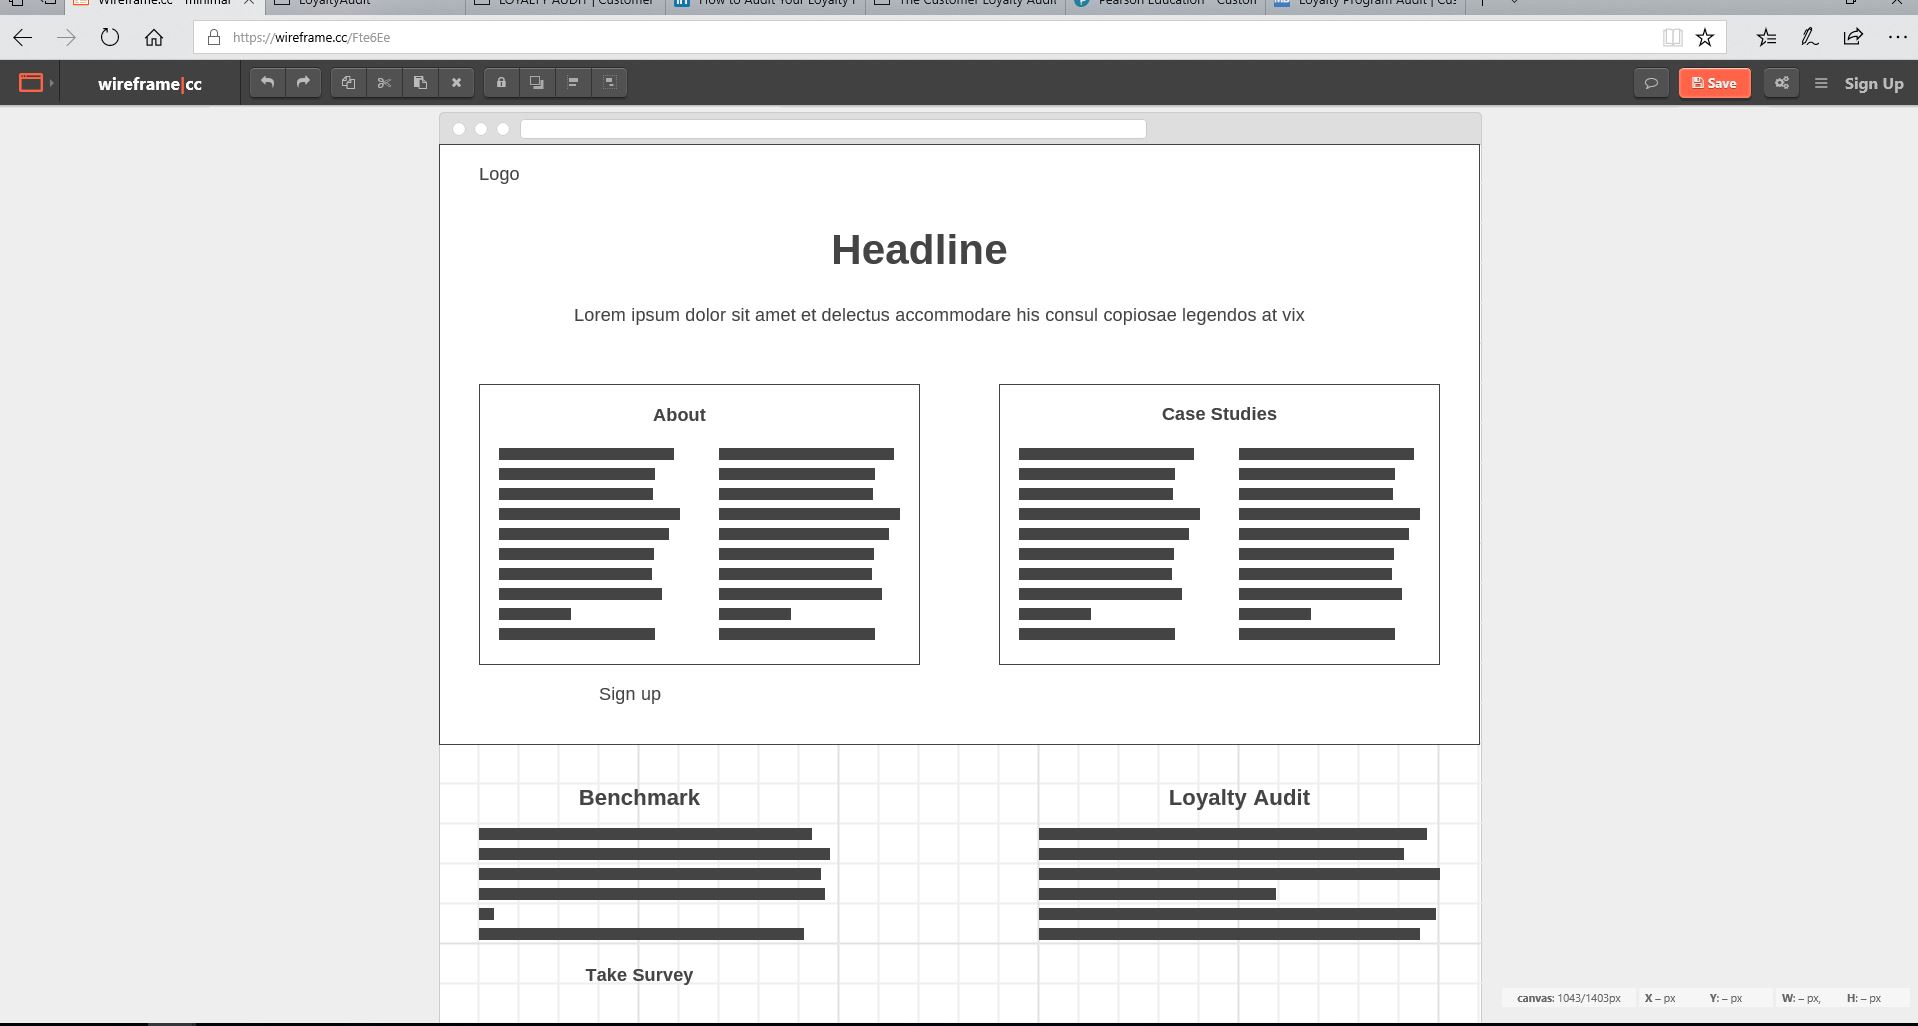 Wireframe.cc - minimal
LoyaltyAudit
LOYALTY AUDIT | Customer
How to Audit Your Loyalty
The Customer Loyalty Audit
Pearson Education - Custom
Loyalty Program Audit | Cus
https://wireframe.cc/Fte6Ee
wireframe|cc
Save
Sign Up
Logo
Headline
Lorem ipsum dolor sit amet et delectus accommodare his consul copiosae legendos at vix
About
Case Studies
Sign up
Benchmark
Loyalty Audit
Take Survey
canvas: 1043/1403px X – px Y: – px W: – px, H: – px